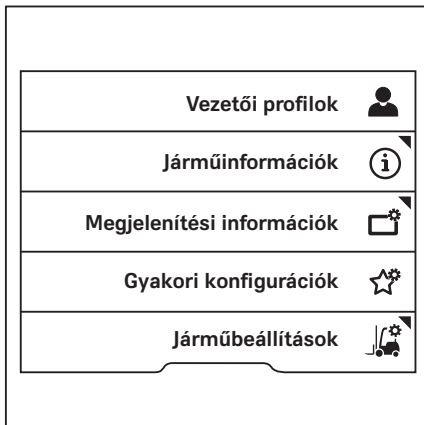 Vezetői profilok
Járműinformációk
Megjelenítési információk
Gyakori konfigurációk
Járműbeállítások